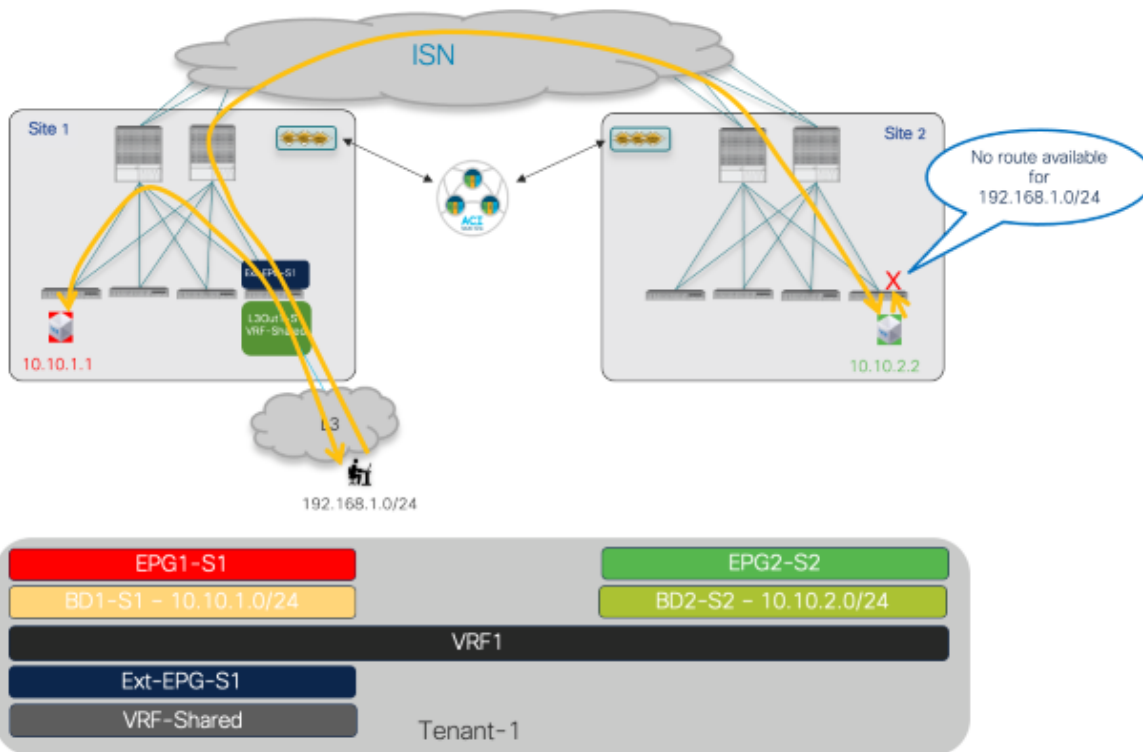 ISN
Site 1
Site 2
No route available
for
192.168.1.0/24
ACI
Ext-EPG-S1
VRF-Shared
X
10.10.1.1
10.10.2.2
L3
192.168.1.0/24
EPG1-S1
EPG2-S2
BD1-S1 - 10.10.1.0/24
BD2-S2 - 10.10.2.0/24
VRF1
Ext-EPG-S1
VRF-Shared
Tenant-1